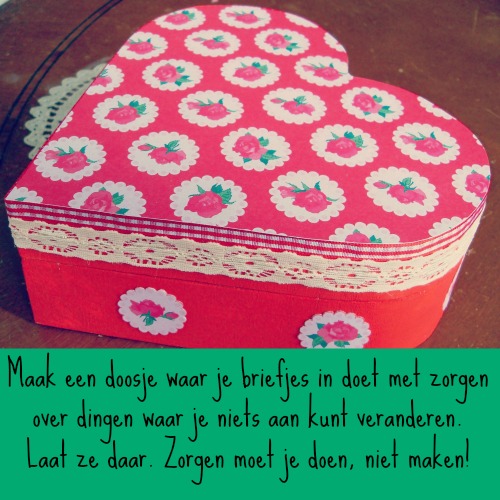 Maak een doosje waar je briefjes in doet met zorgen
over dingen waar je niets aan kunt veranderen.
Laat ze daar. Zorgen moet je doen, niet maken!